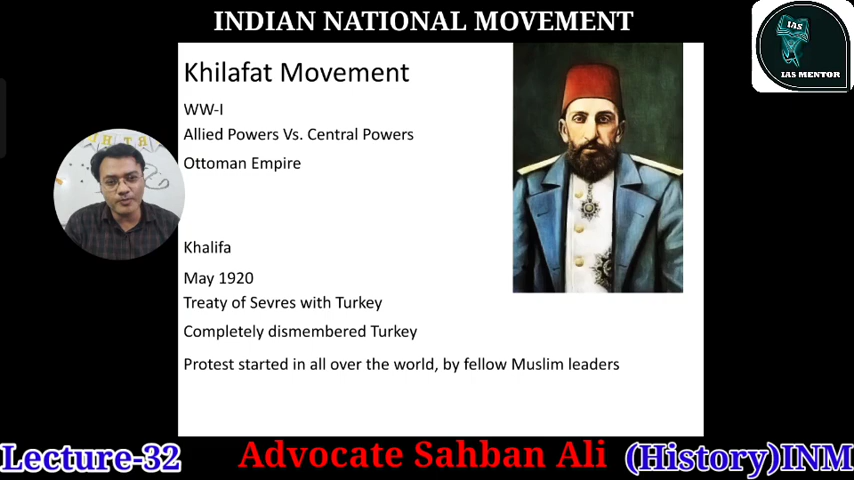 INDIAN NATIONAL MOVEMENT
IAS
IAS MENTOR
Khilafat Movement
WW-I
Allied Powers Vs. Central Powers
Ottoman Empire
Khalifa
May 1920
Treaty of Sevres with Turkey
Completely dismembered Turkey
Protest started in all over the world, by fellow Muslim leaders
Lecture-32 Advocate Sahban Ali (History)INM